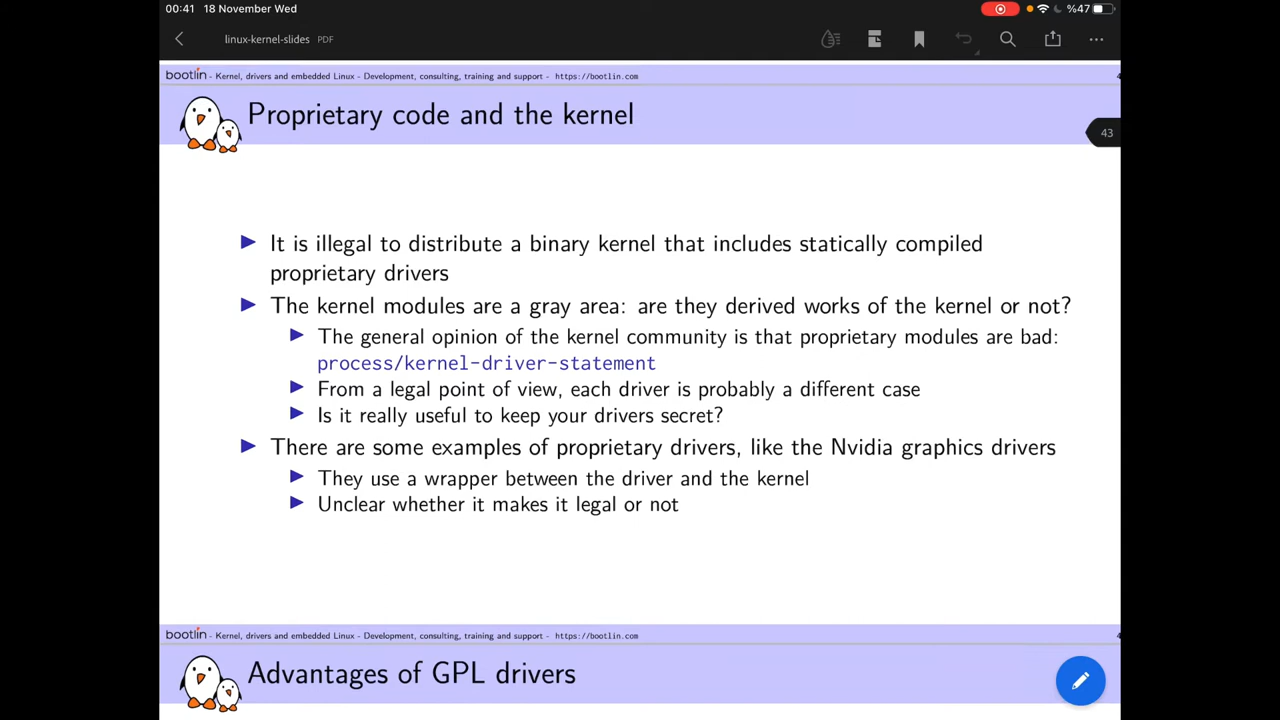 00:41 18 November Wed %47
linux-kernel-slides PDF
bootlin - Kernel, drivers and embedded Linux - Development, consulting, training and support - https://bootlin.com 4
Proprietary code and the kernel
43
It is illegal to distribute a binary kernel that includes statically compiled
proprietary drivers
The kernel modules are a gray area: are they derived works of the kernel or not?
The general opinion of the kernel community is that proprietary modules are bad:
process/kernel-driver-statement
From a legal point of view, each driver is probably a different case
Is it really useful to keep your drivers secret?
There are some examples of proprietary drivers, like the Nvidia graphics drivers
They use a wrapper between the driver and the kernel
Unclear whether it makes it legal or not
bootlin - Kernel, drivers and embedded Linux - Development, consulting, training and support - https://bootlin.com 4
Advantages of GPL drivers